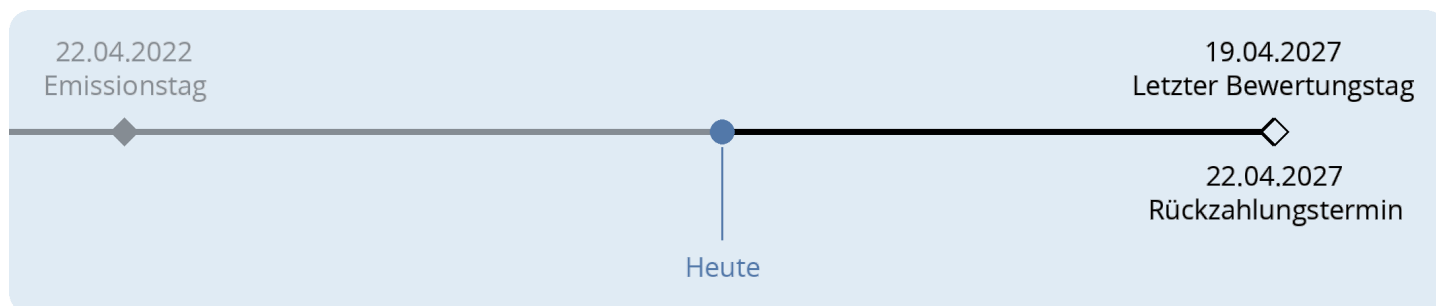 22.04.2022
Emissionstag
19.04.2027
Letzter Bewertungstag
22.04.2027
Rückzahlungstermin
Heute